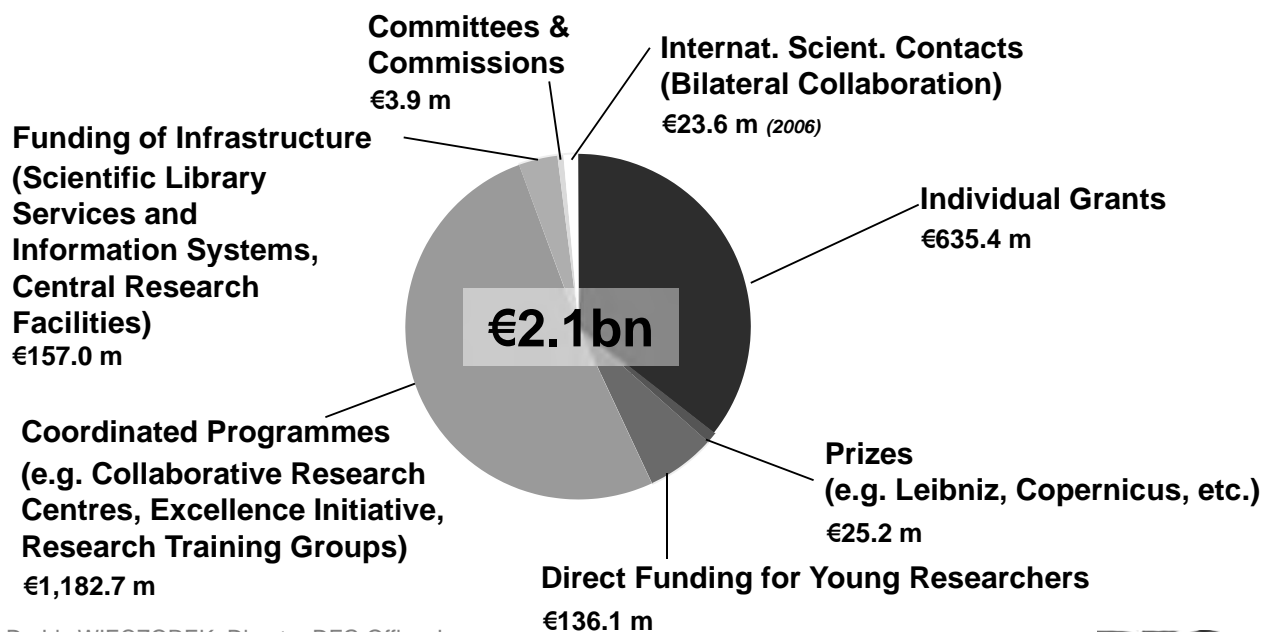 Committees &
Commissions
€3.9 m
Internat. Scient. Contacts
(Bilateral Collaboration)
€23.6 m (2006)
Funding of Infrastructure
(Scientific Library
Services and
Information Systems,
Central Research
Facilities)
€157.0 m
Individual Grants
€635.4 m
€2.1bn
Coordinated Programmes
(e.g. Collaborative Research
Centres, Excellence Initiative,
Research Training Groups)
€1,182.7 m
Prizes
(e.g. Leibniz, Copernicus, etc.)
€25.2 m
Direct Funding for Young Researchers
€136.1 m